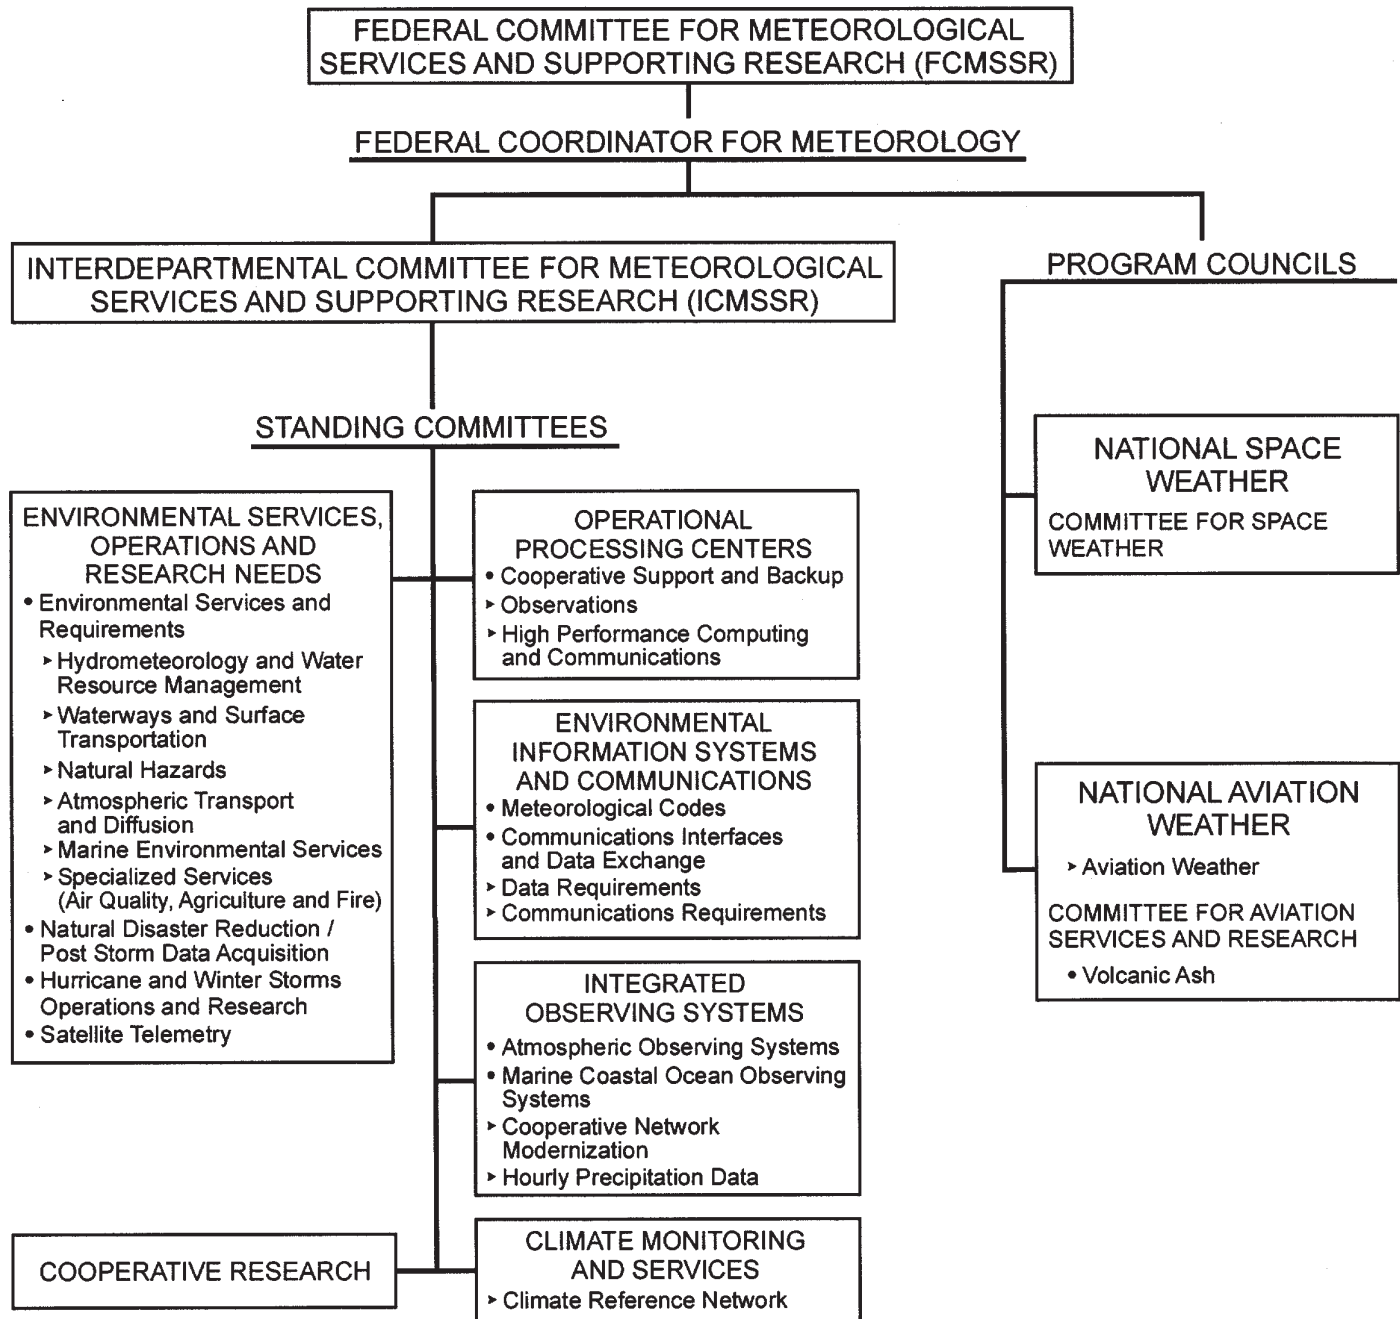 FEDERAL COMMITTEE FOR METEOROLOGICAL
SERVICES AND SUPPORTING RESEARCH (FCMSSR)
FEDERAL COORDINATOR FOR METEOROLOGY
INTERDEPARTMENTAL COMMITTEE FOR METEOROLOGICAL
SERVICES AND SUPPORTING RESEARCH (ICMSSR)
STANDING COMMITTEES
ENVIRONMENTAL SERVICES,
OPERATIONS AND
RESEARCH NEEDS
• Environmental Services and
Requirements
➤ Hydrometeorology and Water
Resource Management
➤ Waterways and Surface
Transportation
➤ Natural Hazards
➤ Atmospheric Transport
and Diffusion
➤ Marine Environmental Services
➤ Specialized Services
(Air Quality, Agriculture and Fire)
• Natural Disaster Reduction /
Post Storm Data Acquisition
• Hurricane and Winter Storms
Operations and Research
• Satellite Telemetry
COOPERATIVE RESEARCH
OPERATIONAL
PROCESSING CENTERS
• Cooperative Support and Backup
➤ Observations
➤ High Performance Computing
and Communications
ENVIRONMENTAL
INFORMATION SYSTEMS
AND COMMUNICATIONS
• Meteorological Codes
• Communications Interfaces
and Data Exchange
➤ Data Requirements
➤ Communications Requirements
INTEGRATED
OBSERVING SYSTEMS
• Atmospheric Observing Systems
• Marine Coastal Ocean Observing
Systems
➤ Cooperative Network
Modernization
➤ Hourly Precipitation Data
CLIMATE MONITORING
AND SERVICES
➤ Climate Reference Network
PROGRAM COUNCILS
NATIONAL SPACE
WEATHER
COMMITTEE FOR SPACE
WEATHER
NATIONAL AVIATION
WEATHER
➤ Aviation Weather
COMMITTEE FOR AVIATION
SERVICES AND RESEARCH
• Volcanic Ash